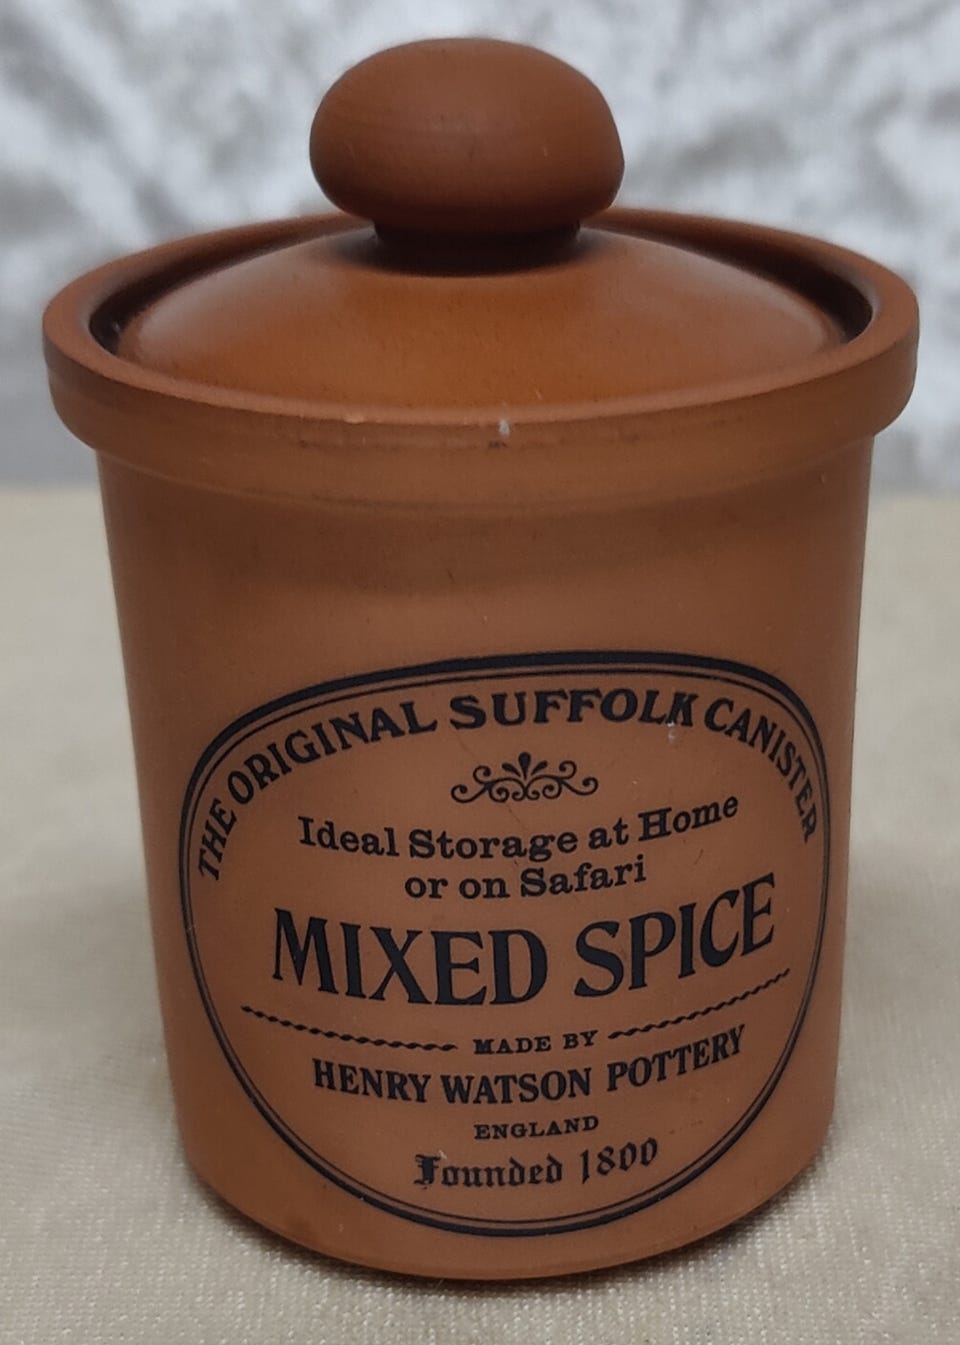 THE ORIGINAL SUFFOLK CANISTER
Ideal Storage at Home
or on Safari
MIXED SPICE
MADE BY
HENRY WATSON POTTERY
ENGLAND
Founded 1800